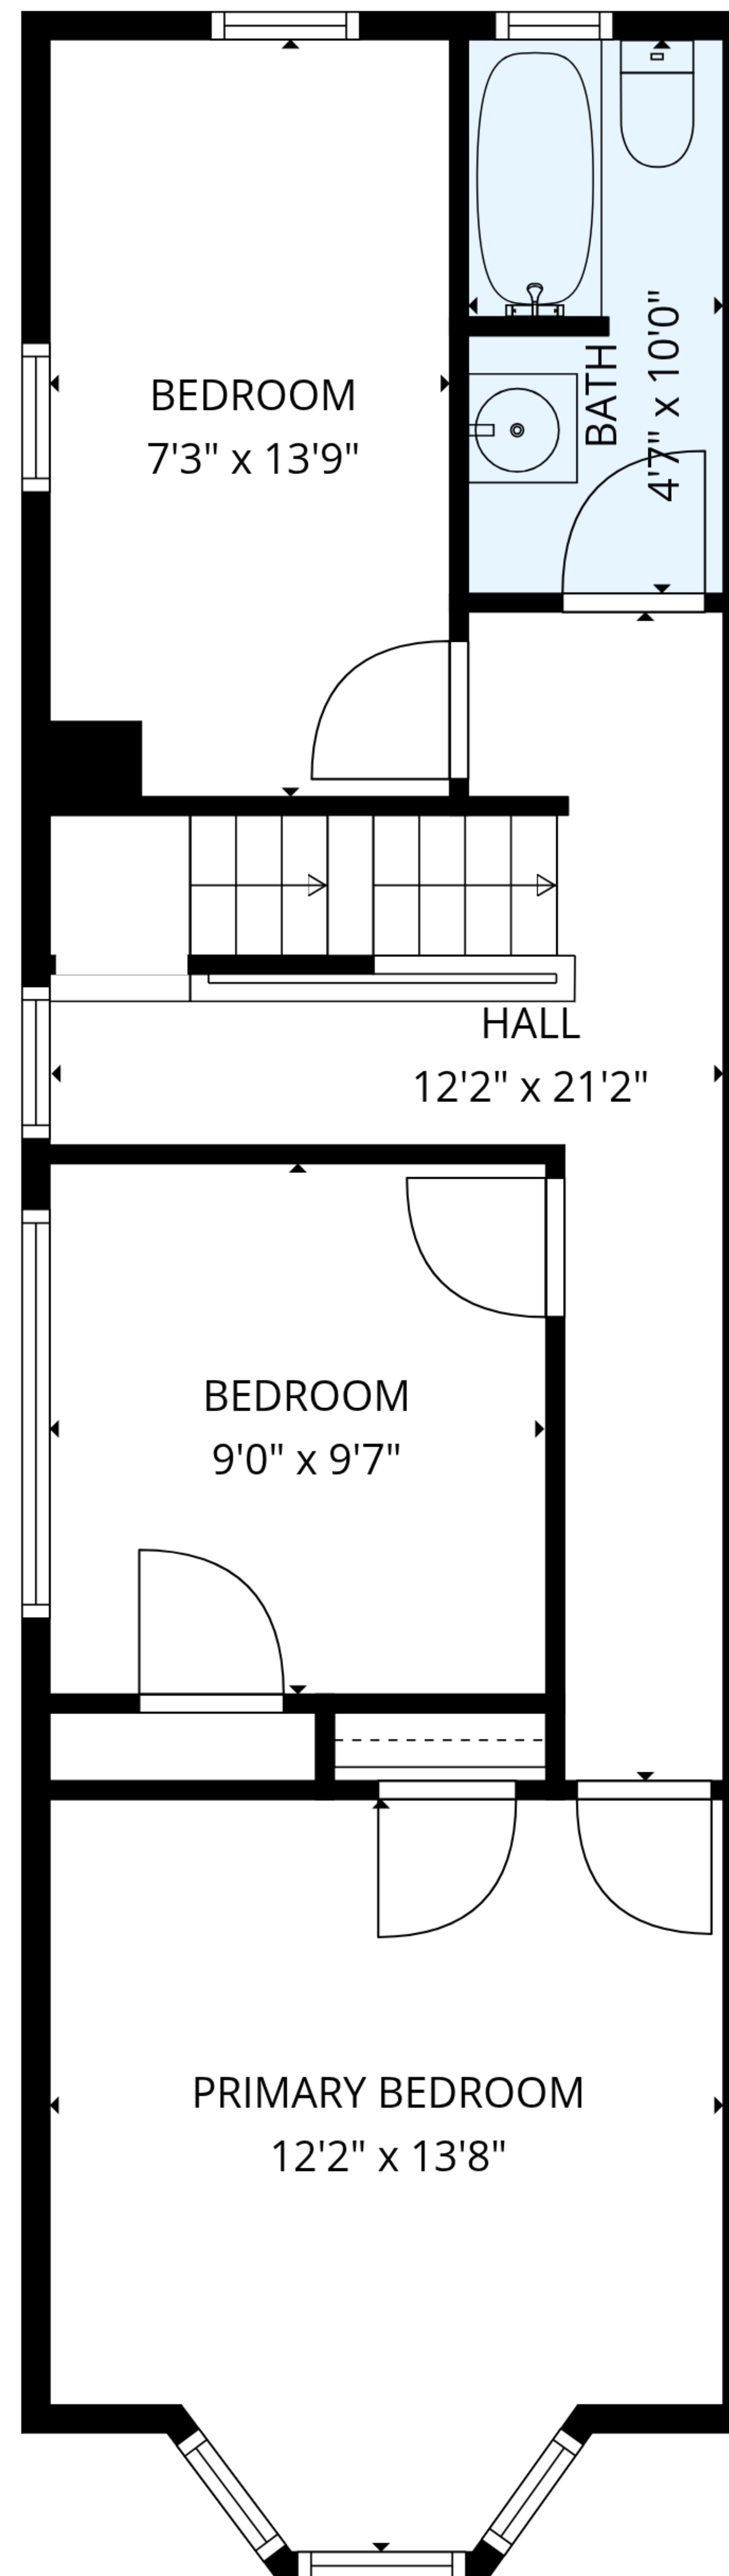 BEDROOM
7'3" x 13'9"
BATH
4'7" x 10'0"
HALL
12'2" x 21'2"
BEDROOM
9'0" x 9'7"
PRIMARY BEDROOM
12'2" x 13'8"